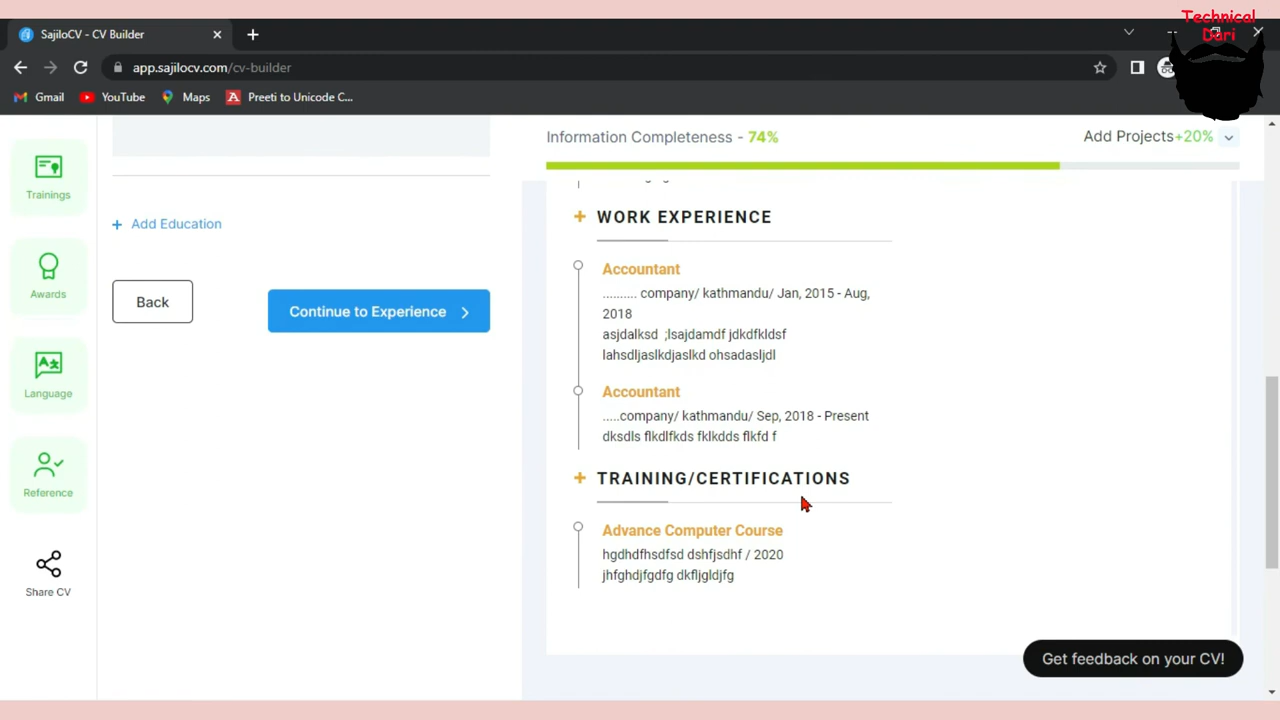 Technical
Dari
SajiloCV - CV Builder
app.sajilocv.com/cv-builder
Gmail
YouTube
Maps
Preeti to Unicode C...
Information Completeness - 74%
Add Projects+20%
Trainings
Awards
Language
Reference
Share CV
+ Add Education
Back
Continue to Experience
WORK EXPERIENCE
Accountant
.......... company/ kathmandu/ Jan, 2015 - Aug,
2018
asjdalksd ;lsajdamdf jdkdfkldsf
lahsdljaslkdjaslkd ohsadasljdl
Accountant
.....company/ kathmandu/ Sep, 2018 - Present
dksdls flkdlfkds fklkdds flkfd f
TRAINING/CERTIFICATIONS
Advance Computer Course
hgdhdfhsdfsd dshfjsdhf / 2020
jhfghdjfgdfg dkfljgldjfg
Get feedback on your CV!